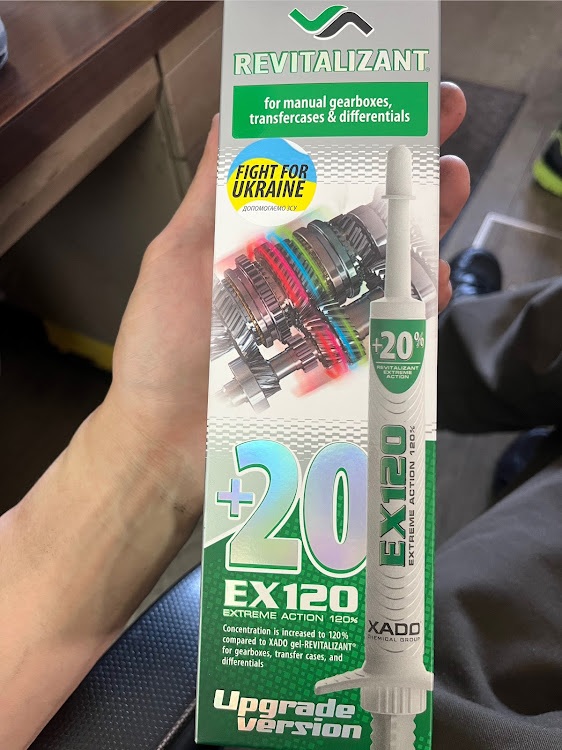 REVITALIZANT®
for manual gearboxes,
transfercases & differentials
FIGHT FOR
UKRAINE
ДОПОМОГАЄМО ЗСУ
+20%
REVITALIZANT
EXTREME
ACTION
EX120
EXTREME ACTION 120%
+20
EX120
EXTREME ACTION 120%
Concentration is increased to 120%
compared to XADO gel-REVITALIZANT®
for gearboxes, transfer cases, and
differentials
XADO
CHEMICAL GROUP
Upgrade
version